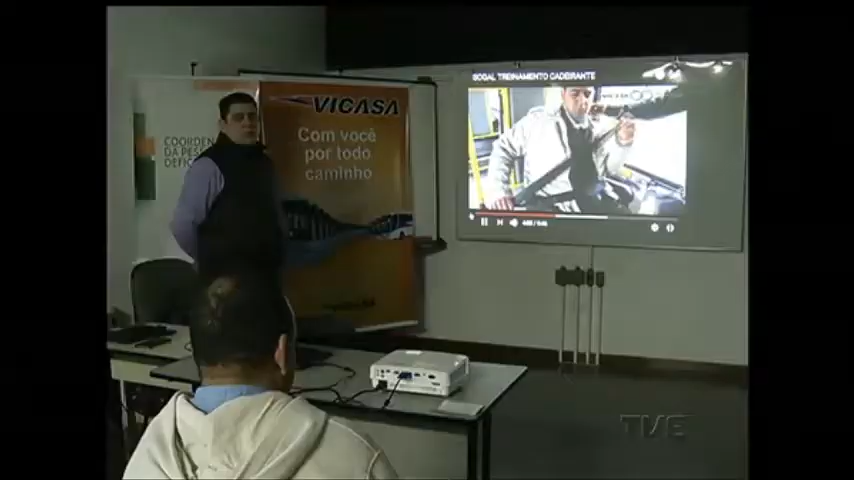 SOGAL TREINAMENTO CADEIRANTE
VICASA
Com você
por todo
caminho
COORDEN
DA PES
DEFIC
TVE